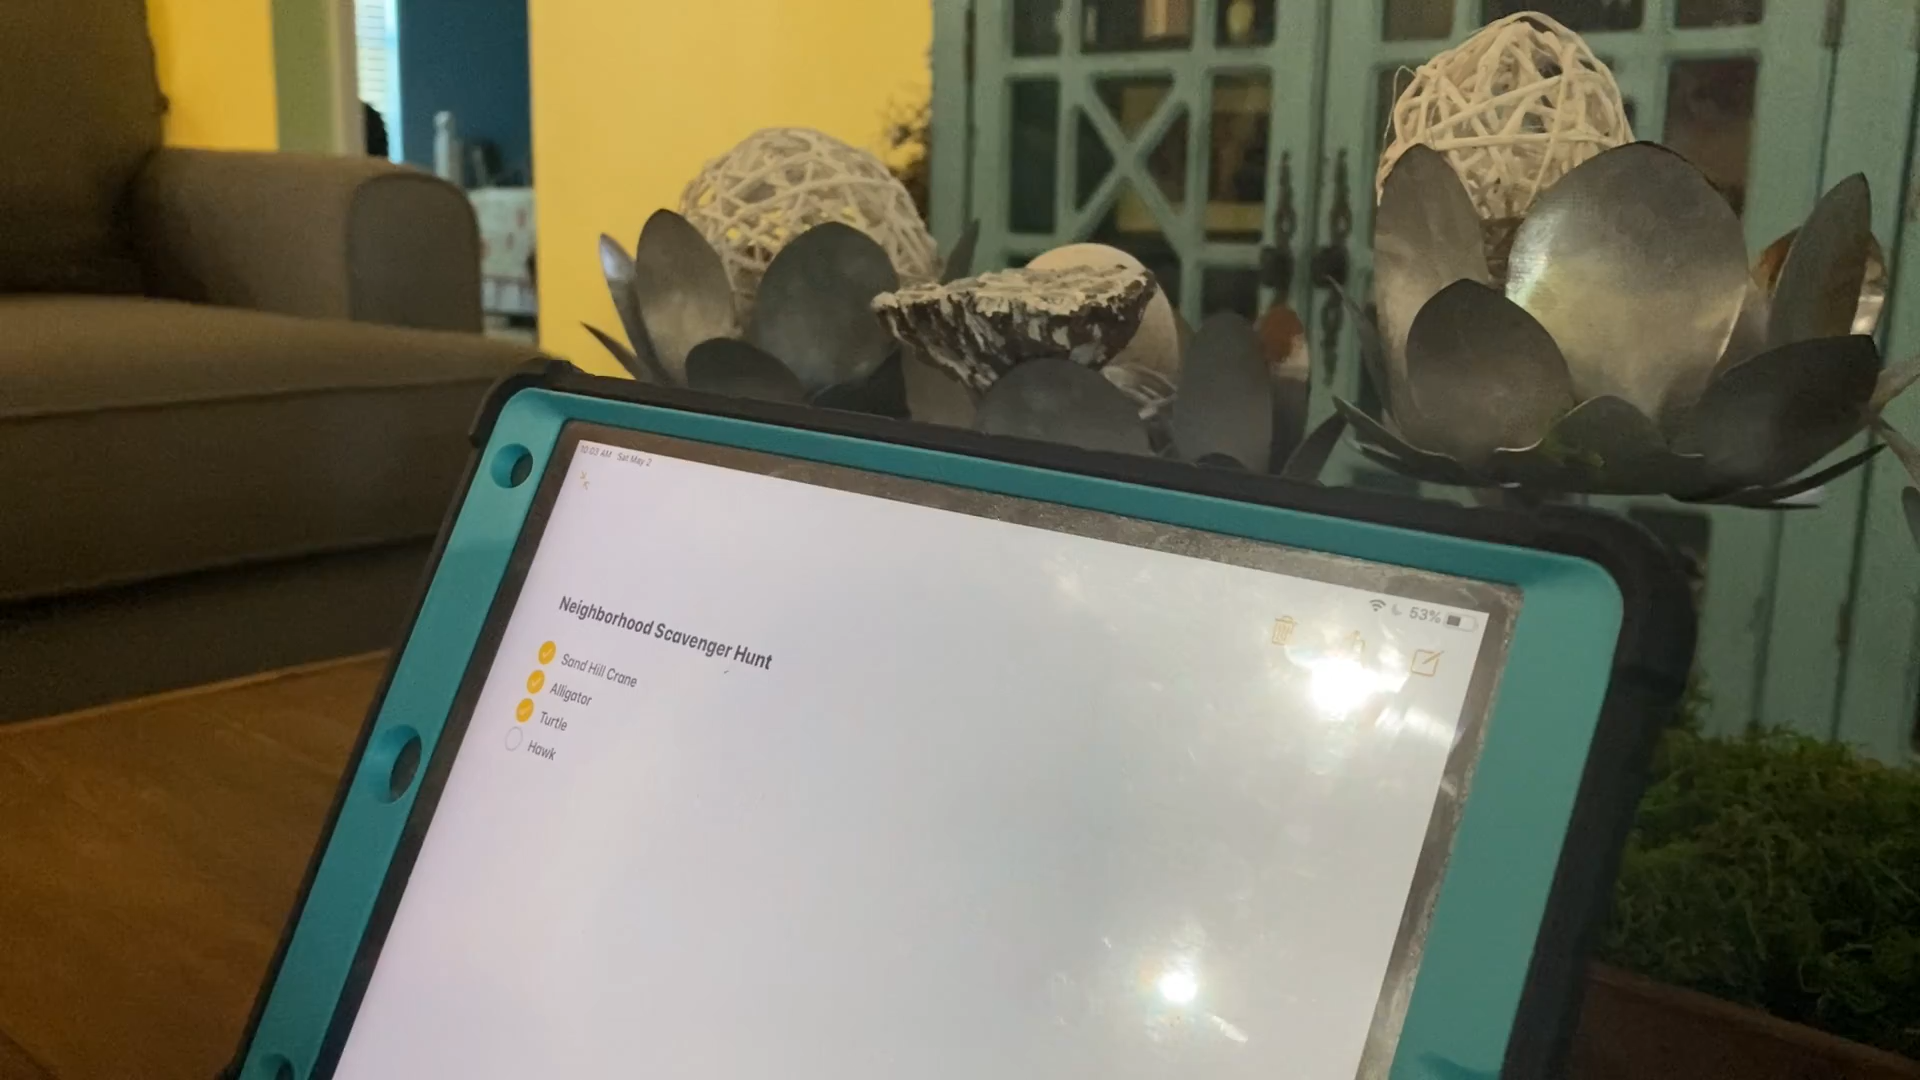 10:03 AM Sat May 2
53%
Neighborhood Scavenger Hunt
Sand Hill Crane
Alligator
Turtle
Hawk